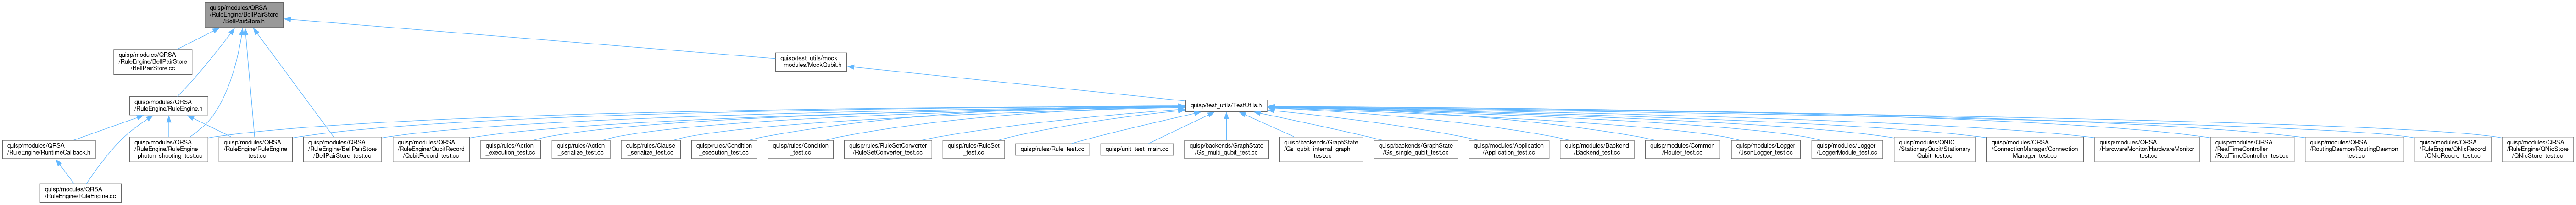 quisp/modules/QRSA
/RuleEngine/BellPairStore
/BellPairStore.h
quisp/modules/QRSA
/RuleEngine/BellPairStore
/BellPairStore.cc
quisp/test_utils/mock
_modules/MockQubit.h
quisp/modules/QRSA
/RuleEngine/RuleEngine.h
quisp/test_utils/TestUtils.h
quisp/modules/QRSA
/RuleEngine/RuntimeCallback.h
quisp/modules/QRSA
/RuleEngine/RuleEngine
_photon_shooting_test.cc
quisp/modules/QRSA
/RuleEngine/RuleEngine
_test.cc
quisp/modules/QRSA
/RuleEngine/BellPairStore
/BellPairStore_test.cc
quisp/modules/QRSA
/RuleEngine/QubitRecord
/QubitRecord_test.cc
quisp/rules/Action
_execution_test.cc
quisp/rules/Action
_serialize_test.cc
quisp/rules/Clause
_serialize_test.cc
quisp/rules/Condition
_execution_test.cc
quisp/rules/Condition
_test.cc
quisp/rules/RuleSetConverter
/RuleSetConverter_test.cc
quisp/rules/RuleSet
_test.cc
quisp/rules/Rule_test.cc
quisp/unit_test_main.cc
quisp/backends/GraphState
/Gs_multi_qubit_test.cc
quisp/backends/GraphState
/Gs_qubit_internal_graph
_test.cc
quisp/backends/GraphState
/Gs_single_qubit_test.cc
quisp/modules/Application
/Application_test.cc
quisp/modules/Backend
/Backend_test.cc
quisp/modules/Common
/Router_test.cc
quisp/modules/Logger
/JsonLogger_test.cc
quisp/modules/Logger
/LoggerModule_test.cc
quisp/modules/QNIC
/StationaryQubit/Stationary
Qubit_test.cc
quisp/modules/QRSA
/ConnectionManager/Connection
Manager_test.cc
quisp/modules/QRSA
/HardwareMonitor/HardwareMonitor
_test.cc
quisp/modules/QRSA
/RealTimeController
/RealTimeController_test.cc
quisp/modules/QRSA
/RoutingDaemon/RoutingDaemon
_test.cc
quisp/modules/QRSA
/RuleEngine/QNicRecord
/QNicRecord_test.cc
quisp/modules/QRSA
/RuleEngine/QNicStore
/QNicStore_test.cc
quisp/modules/QRSA
/RuleEngine/RuleEngine.cc